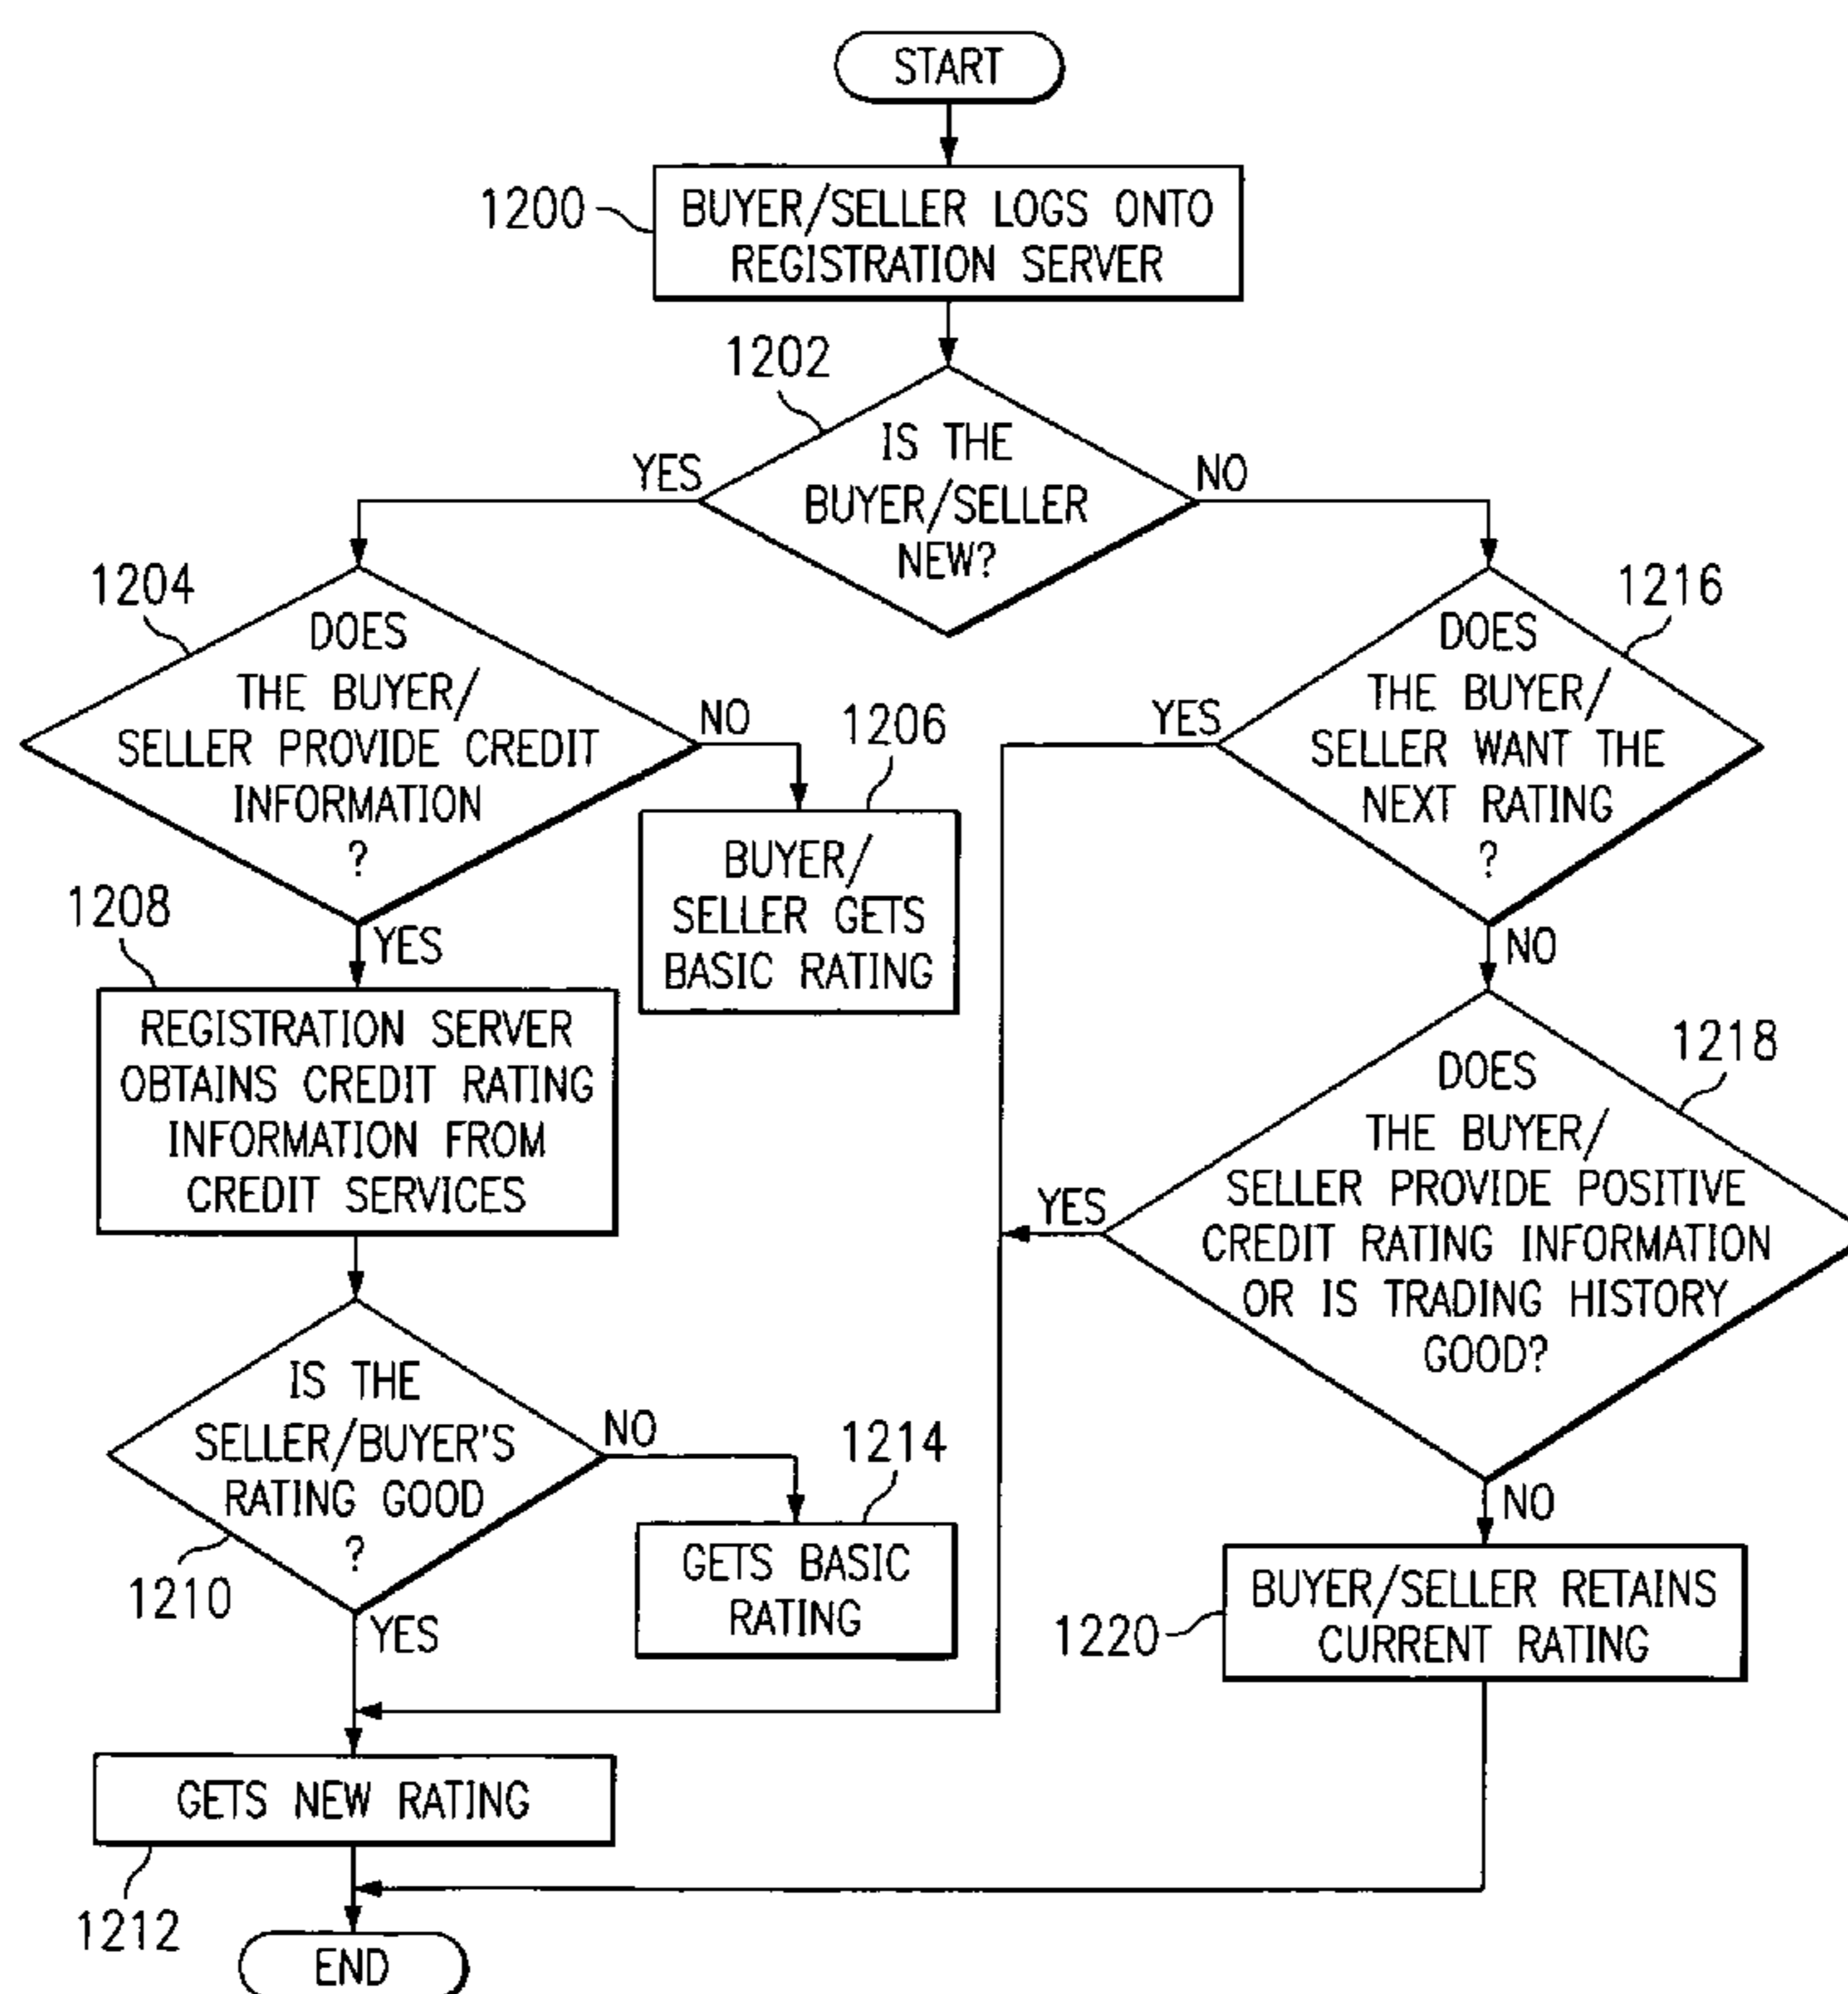 START
1200
BUYER/SELLER LOGS ONTO
REGISTRATION SERVER
1202
IS THE
BUYER/SELLER
NEW?
YES
NO
1204
DOES
THE BUYER/
SELLER PROVIDE CREDIT
INFORMATION
?
NO
1206
BUYER/
SELLER GETS
BASIC RATING
YES
1208
REGISTRATION SERVER
OBTAINS CREDIT RATING
INFORMATION FROM
CREDIT SERVICES
IS THE
SELLER/BUYER'S
RATING GOOD
?
1210
NO
1214
GETS BASIC
RATING
YES
GETS NEW RATING
1212
1216
DOES
THE BUYER/
SELLER WANT THE
NEXT RATING
?
YES
NO
1218
DOES
THE BUYER/
SELLER PROVIDE POSITIVE
CREDIT RATING INFORMATION
OR IS TRADING HISTORY
GOOD?
YES
NO
BUYER/SELLER RETAINS
CURRENT RATING
1220
END